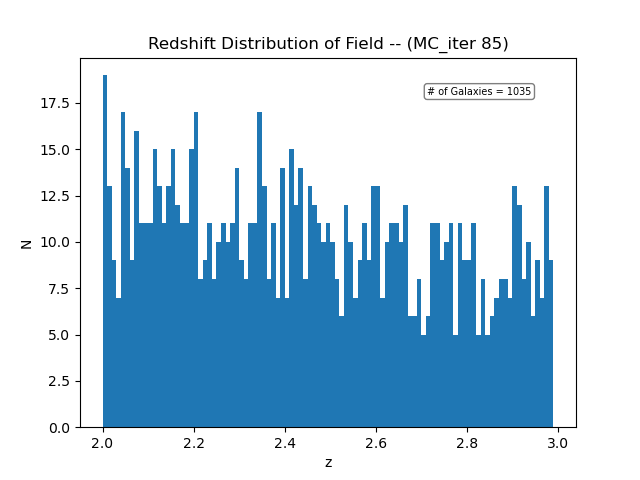 Redshift Distribution of Field -- (MC_iter 85)
# of Galaxies = 1035
17.5
15.0
12.5
10.0
7.5
5.0
2.5
0.0
N
2.0 2.2 2.4 2.6 2.8 3.0
z